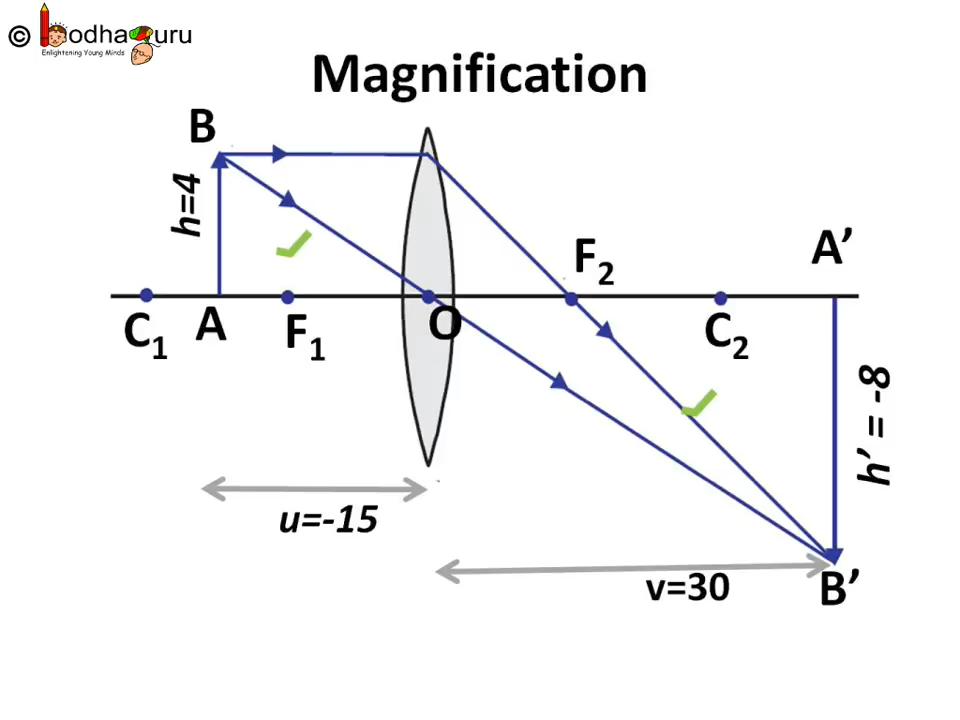 © BodhaGuru
Enlightening Young Minds
Magnification
B
h=4
A’
F2
C1 A F1 O C2
h’ = -8
u=-15
v=30
B’